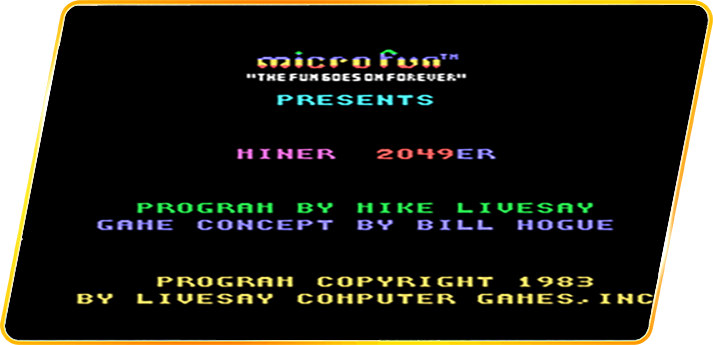 microfun™
"THE FUN GOES ON FOREVER"
PRESENTS
MINER 2049ER
PROGRAM BY MIKE LIVESAY
GAME CONCEPT BY BILL HOGUE
PROGRAM COPYRIGHT 1983
BY LIVESAY COMPUTER GAMES,INC